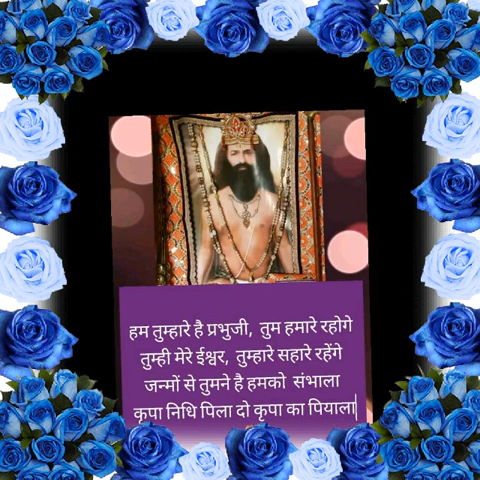 हम तुम्हारे है प्रभुजी, तुम हमारे रहोगे
तुम्ही मेरे ईश्वर, तुम्हारे सहारे रहेंगे
जन्मों से तुमने है हमको संभाला
कृपा निधि पिला दो कृपा का पियाला